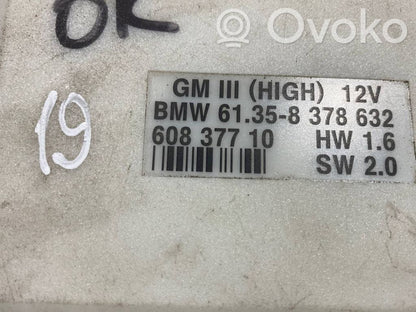 OK
Ovoko
19
GM III (HIGH) 12V
BMW 61.35-8 378 632
608 377 10 HW 1.6
SW 2.0